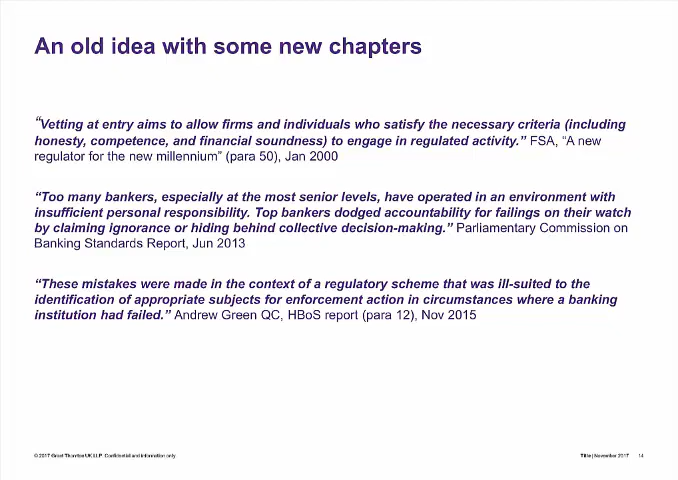 An old idea with some new chapters
“Vetting at entry aims to allow firms and individuals who satisfy the necessary criteria (including
honesty, competence, and financial soundness) to engage in regulated activity.” FSA, “A new
regulator for the new millennium” (para 50), Jan 2000
“Too many bankers, especially at the most senior levels, have operated in an environment with
insufficient personal responsibility. Top bankers dodged accountability for failings on their watch
by claiming ignorance or hiding behind collective decision-making.” Parliamentary Commission on
Banking Standards Report, Jun 2013
“These mistakes were made in the context of a regulatory scheme that was ill-suited to the
identification of appropriate subjects for enforcement action in circumstances where a banking
institution had failed.” Andrew Green QC, HBoS report (para 12), Nov 2015
© 2017 Grant Thornton UK LLP. Confidential and information only. Title | November 2017 14